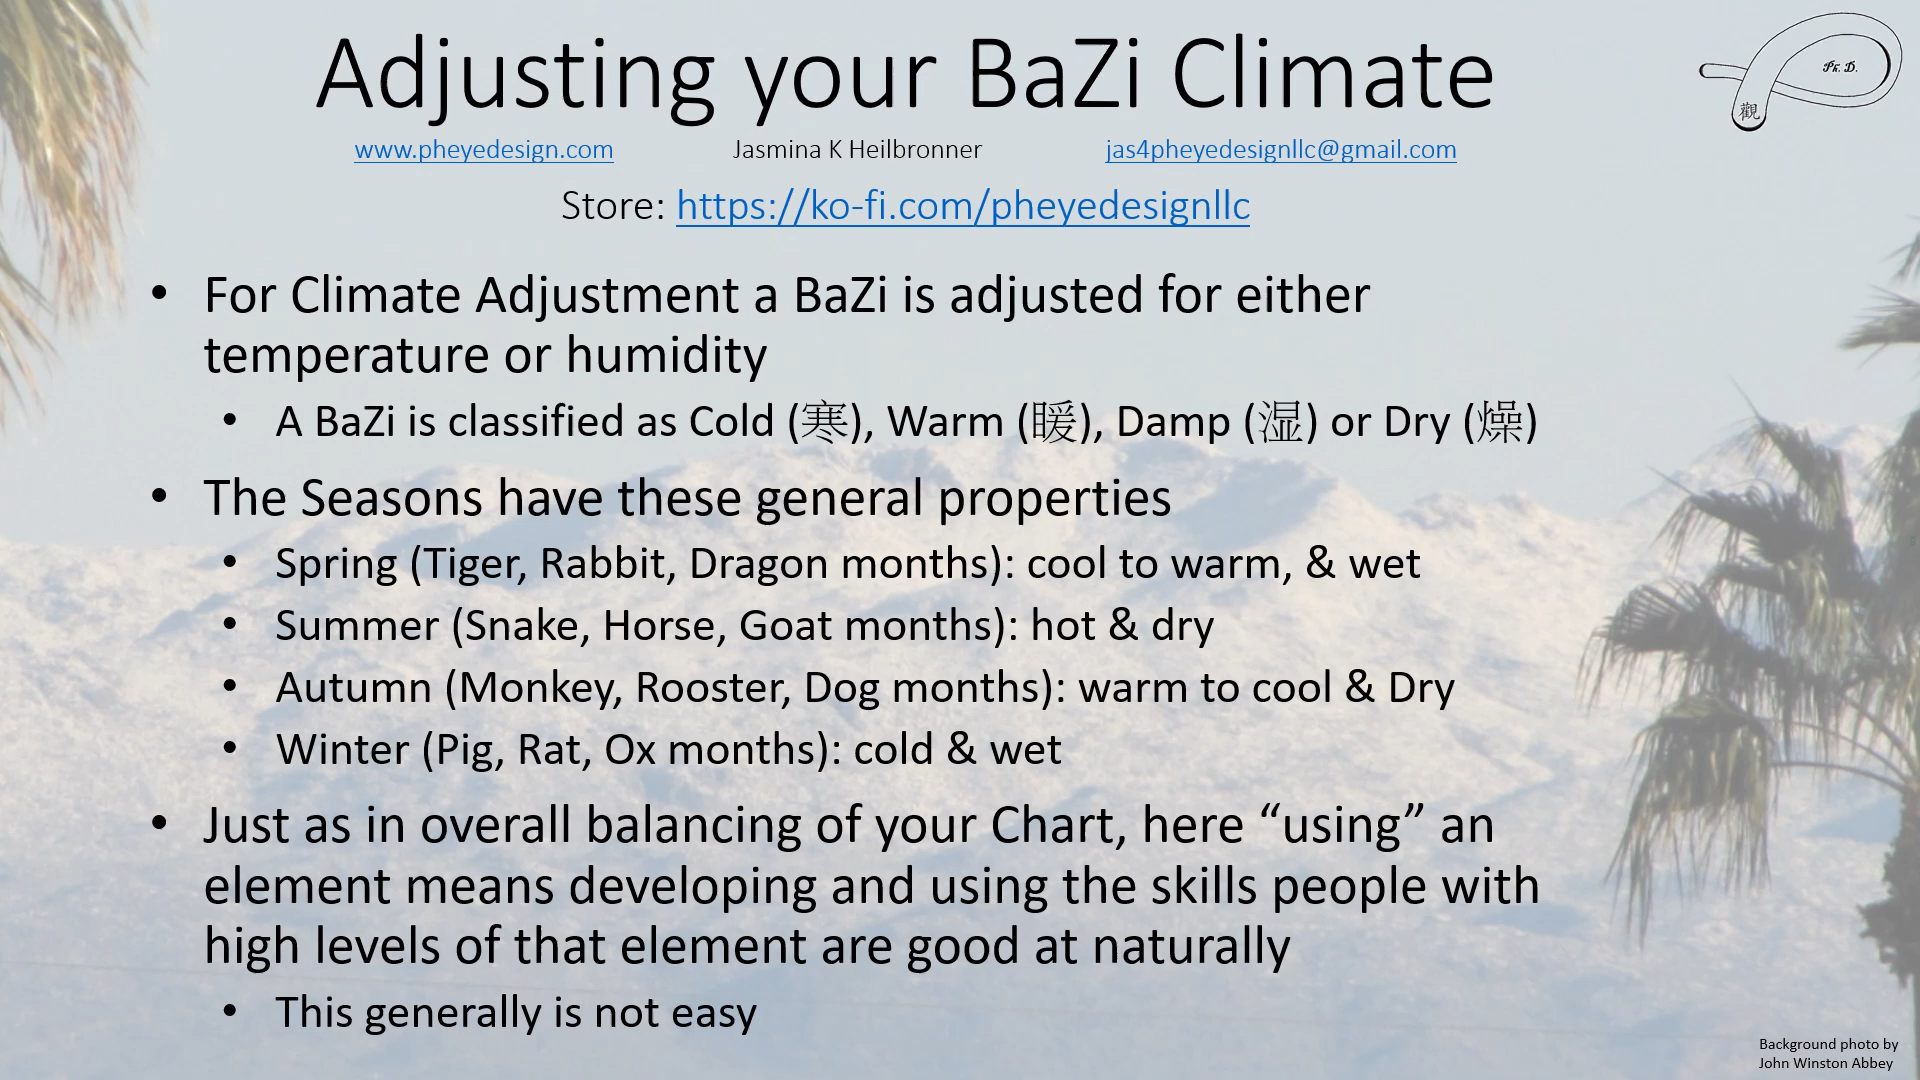 Adjusting your BaZi Climate
Ph. D.
觀
www.pheyedesign.com Jasmina K Heilbronner jas4pheyedesignllc@gmail.com
Store: https://ko-fi.com/pheyedesignllc
• For Climate Adjustment a BaZi is adjusted for either
temperature or humidity
• A BaZi is classified as Cold (寒), Warm (暖), Damp (湿) or Dry (燥)
• The Seasons have these general properties
• Spring (Tiger, Rabbit, Dragon months): cool to warm, & wet
• Summer (Snake, Horse, Goat months): hot & dry
• Autumn (Monkey, Rooster, Dog months): warm to cool & Dry
• Winter (Pig, Rat, Ox months): cold & wet
• Just as in overall balancing of your Chart, here “using” an
element means developing and using the skills people with
high levels of that element are good at naturally
• This generally is not easy
Background photo by
John Winston Abbey